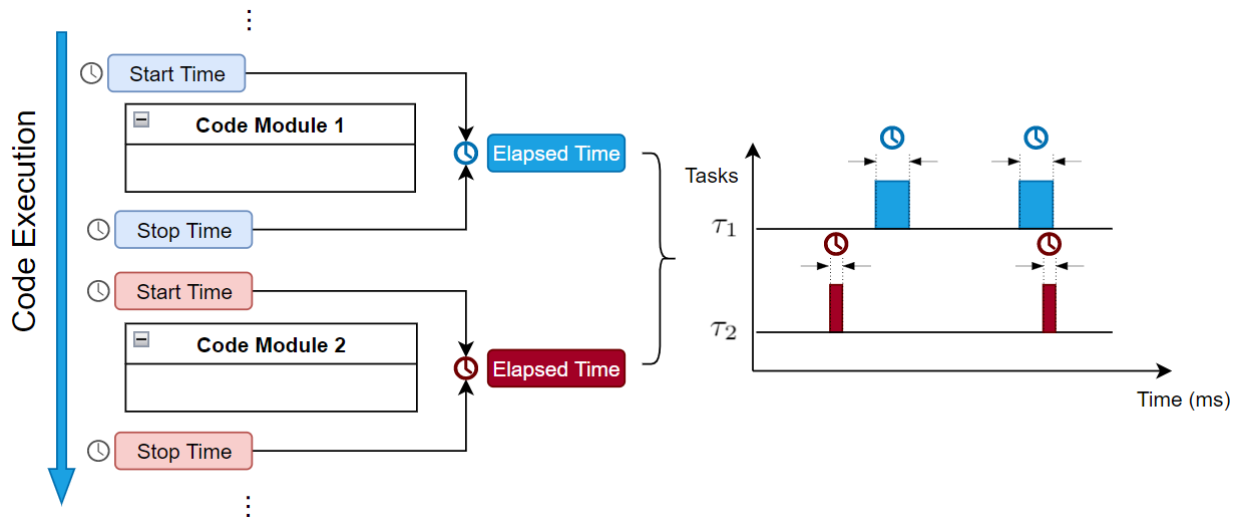 ⋮
Code Execution
Start Time
Code Module 1
Elapsed Time
Stop Time
Start Time
Code Module 2
Elapsed Time
Stop Time
⋮
Tasks
τ₁
τ₂
Time (ms)